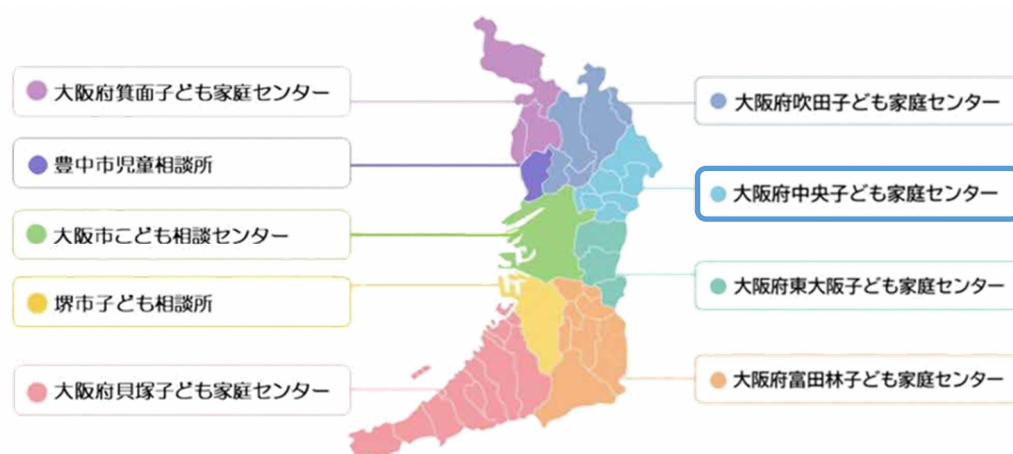 大阪府箕面子ども家庭センター
豊中市児童相談所
大阪市こども相談センター
堺市子ども相談所
大阪府貝塚子ども家庭センター
大阪府吹田子ども家庭センター
大阪府中央子ども家庭センター
大阪府東大阪子ども家庭センター
大阪府富田林子ども家庭センター